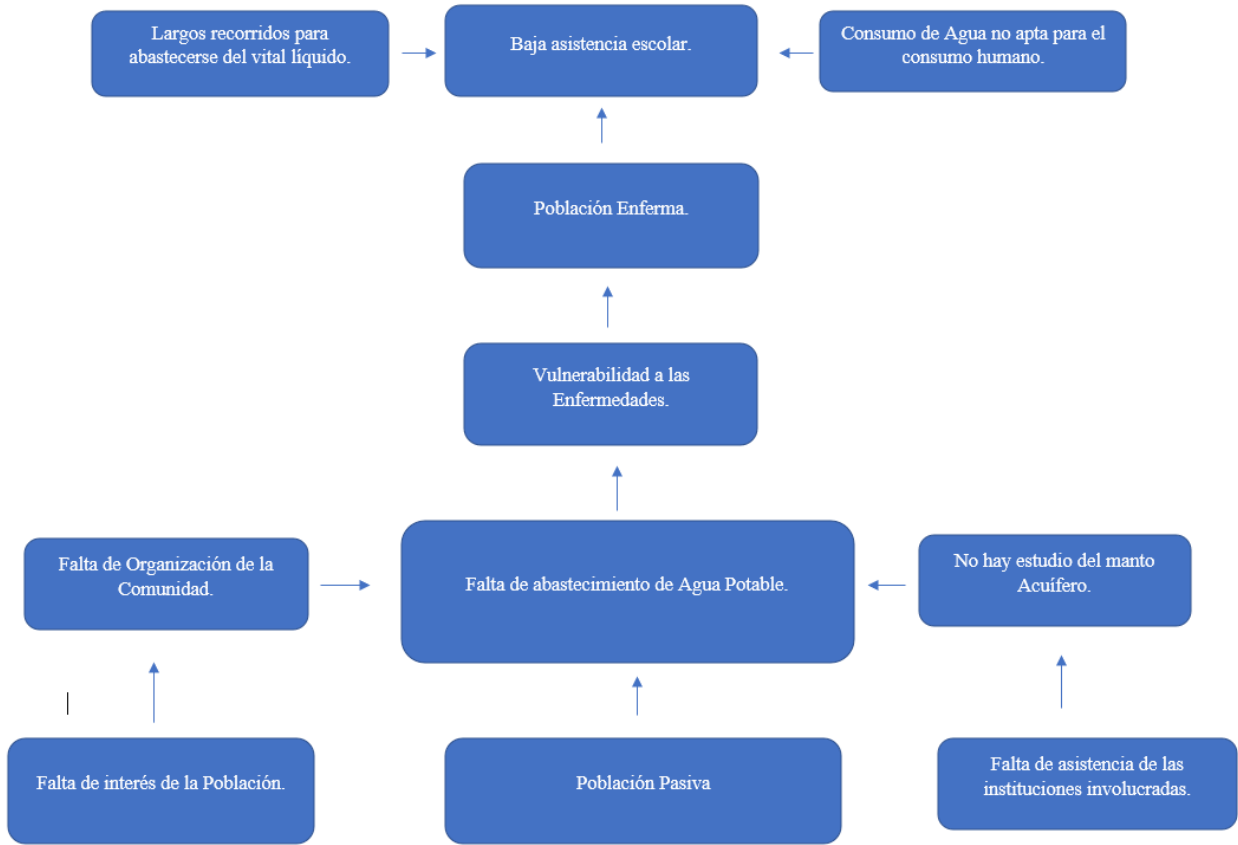 Largos recorridos para
abastecerse del vital líquido.
Baja asistencia escolar.
Consumo de Agua no apta para el
consumo humano.
Población Enferma.
Vulnerabilidad a las
Enfermedades.
Falta de Organización de la
Comunidad.
Falta de abastecimiento de Agua Potable.
No hay estudio del manto
Acuífero.
Falta de interés de la Población.
Población Pasiva
Falta de asistencia de las
instituciones involucradas.